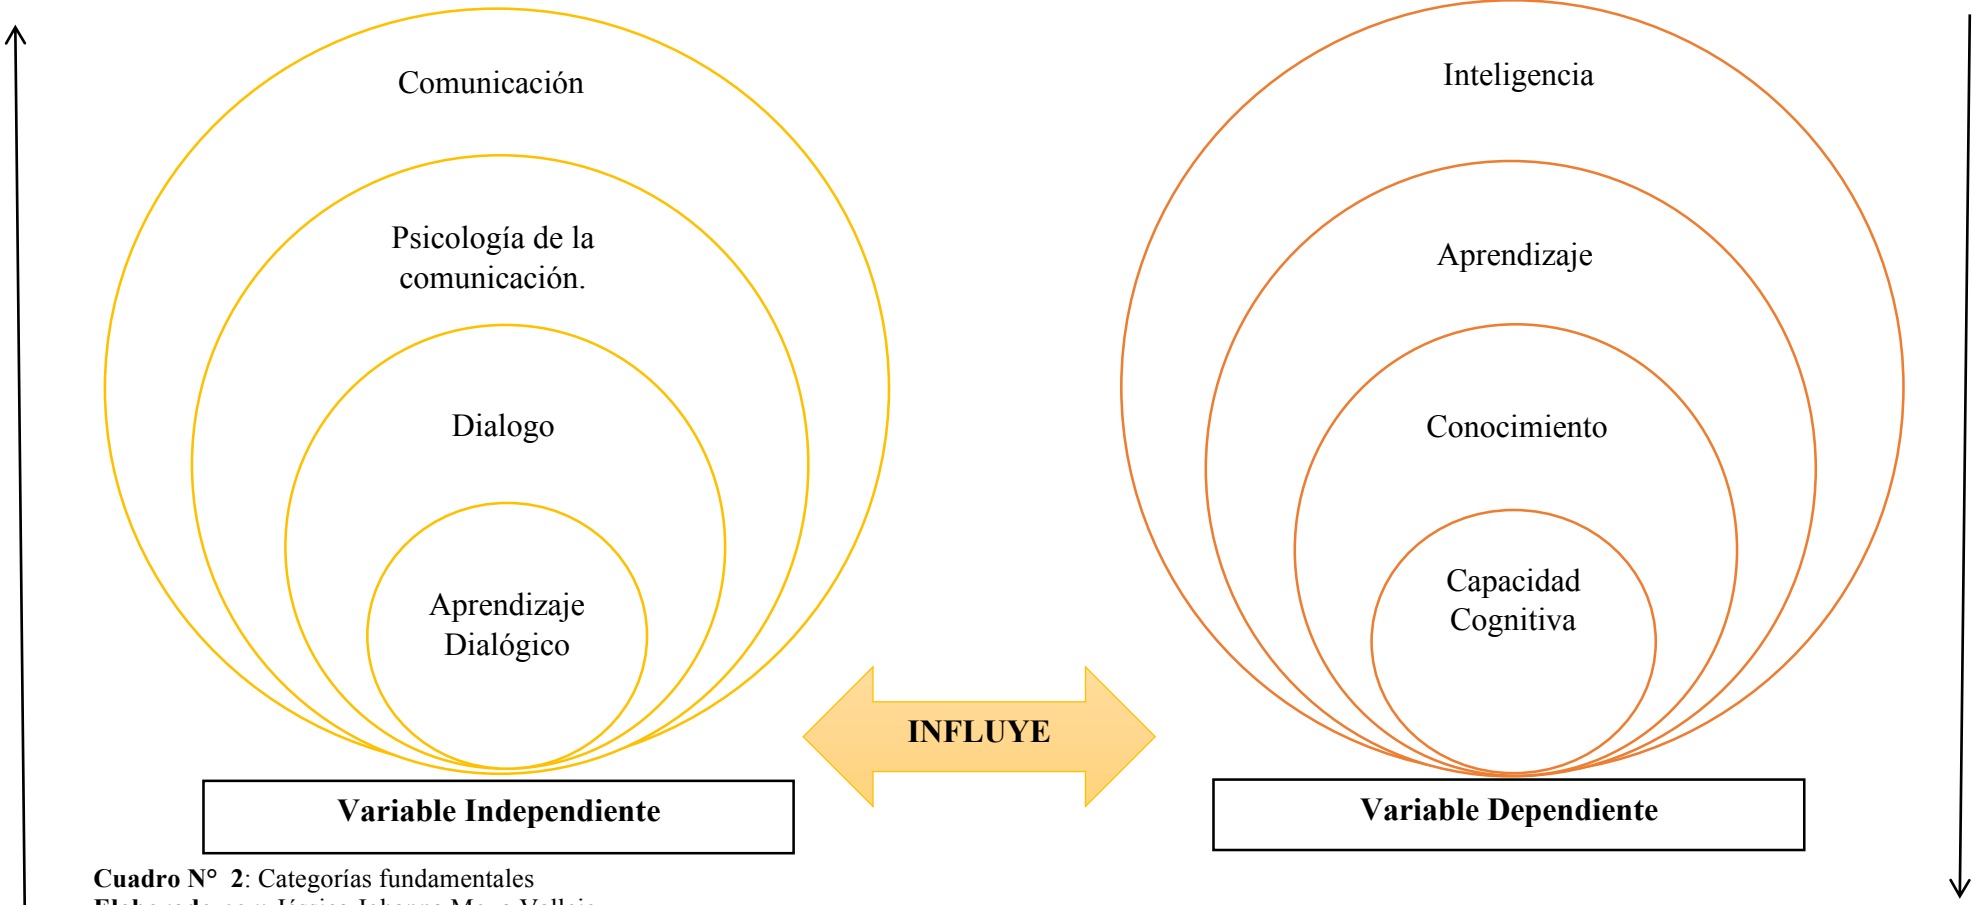 Comunicación
Psicología de la
comunicación.
Dialogo
Aprendizaje
Dialógico
Variable Independiente
INFLUYE
Inteligencia
Aprendizaje
Conocimiento
Capacidad
Cognitiva
Variable Dependiente
Cuadro N° 2: Categorías fundamentales